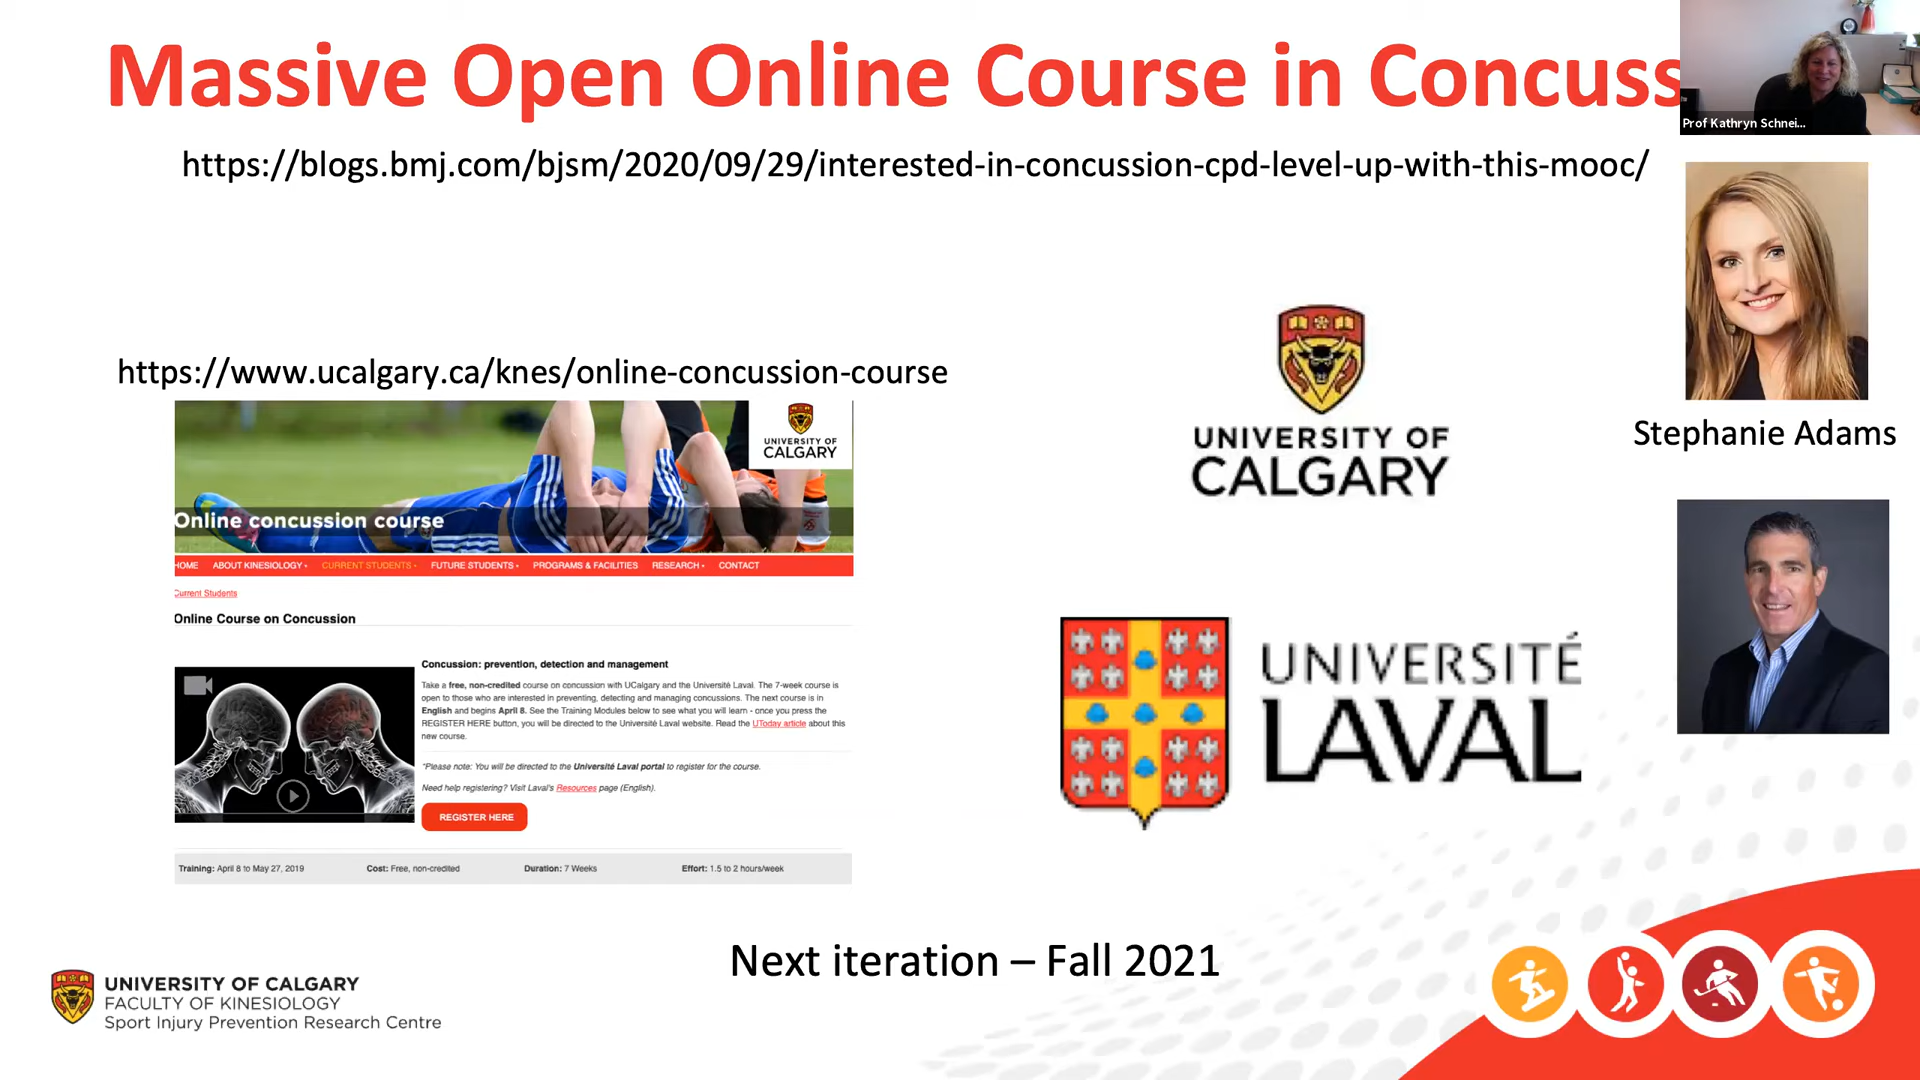 Massive Open Online Course in Concuss
Prof Kathryn Schnei...
https://blogs.bmj.com/bjsm/2020/09/29/interested-in-concussion-cpd-level-up-with-this-mooc/
https://www.ucalgary.ca/knes/online-concussion-course
UNIVERSITY OF
CALGARY
Online concussion course
HOME ABOUT KINESIOLOGY CURRENT STUDENTS FUTURE STUDENTS PROGRAMS & FACILITIES RESEARCH CONTACT
Current Students
Online Course on Concussion
Concussion: prevention, detection and management
Take a free, non-credited course on concussion with UCalgary and the Université Laval. The 7-week course is
open to those who are interested in preventing, detecting and managing concussions. The next course is in
English and begins April 8. See the Training Modules below to see what you will learn - once you press the
REGISTER HERE button, you will be directed to the Université Laval website. Read the UToday article about this
new course.
*Please note: You will be directed to the Université Laval portal to register for the course.
Need help registering? Visit Laval's Resources page (English).
REGISTER HERE
Training: April 8 to May 27, 2019 Cost: Free, non-credited Duration: 7 Weeks Effort: 1.5 to 2 hours/week
UNIVERSITY OF
CALGARY
UNIVERSITÉ
LAVAL
Stephanie Adams
Next iteration – Fall 2021
UNIVERSITY OF CALGARY
FACULTY OF KINESIOLOGY
Sport Injury Prevention Research Centre